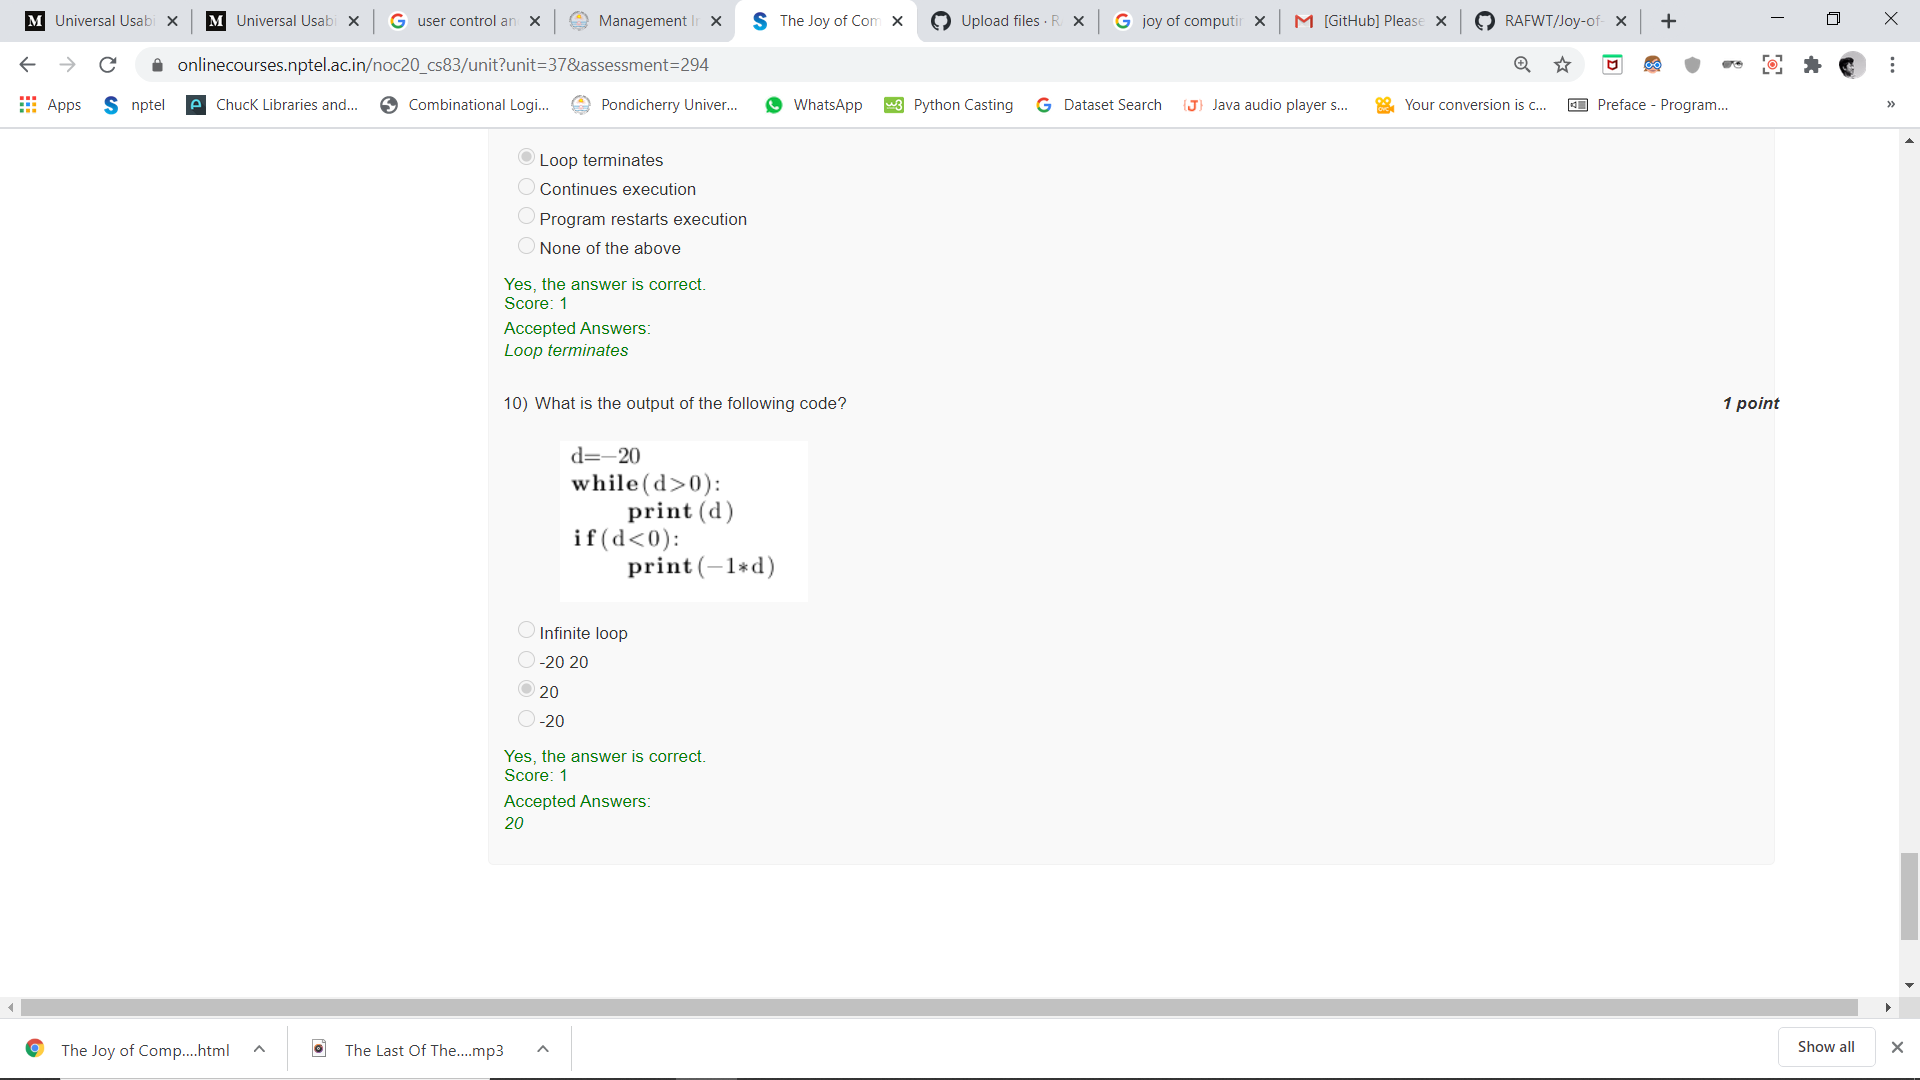 Universal Usabi
Universal Usabi
user control an
Management I
The Joy of Com
Upload files · R
joy of computin
[GitHub] Please
RAFWT/Joy-of-
onlinecourses.nptel.ac.in/noc20_cs83/unit?unit=37&assessment=294
Apps
nptel
ChucK Libraries and...
Combinational Logi...
Pondicherry Univer...
WhatsApp
Python Casting
Dataset Search
Java audio player s...
Your conversion is c...
Preface - Program...
»
Loop terminates
Continues execution
Program restarts execution
None of the above
Yes, the answer is correct.
Score: 1
Accepted Answers:
Loop terminates
10) What is the output of the following code?
1 point
d=−20
while(d>0):
print(d)
if(d<0):
print(−1*d)
Infinite loop
-20 20
20
-20
Yes, the answer is correct.
Score: 1
Accepted Answers:
20
The Joy of Comp....html
The Last Of The....mp3
Show all